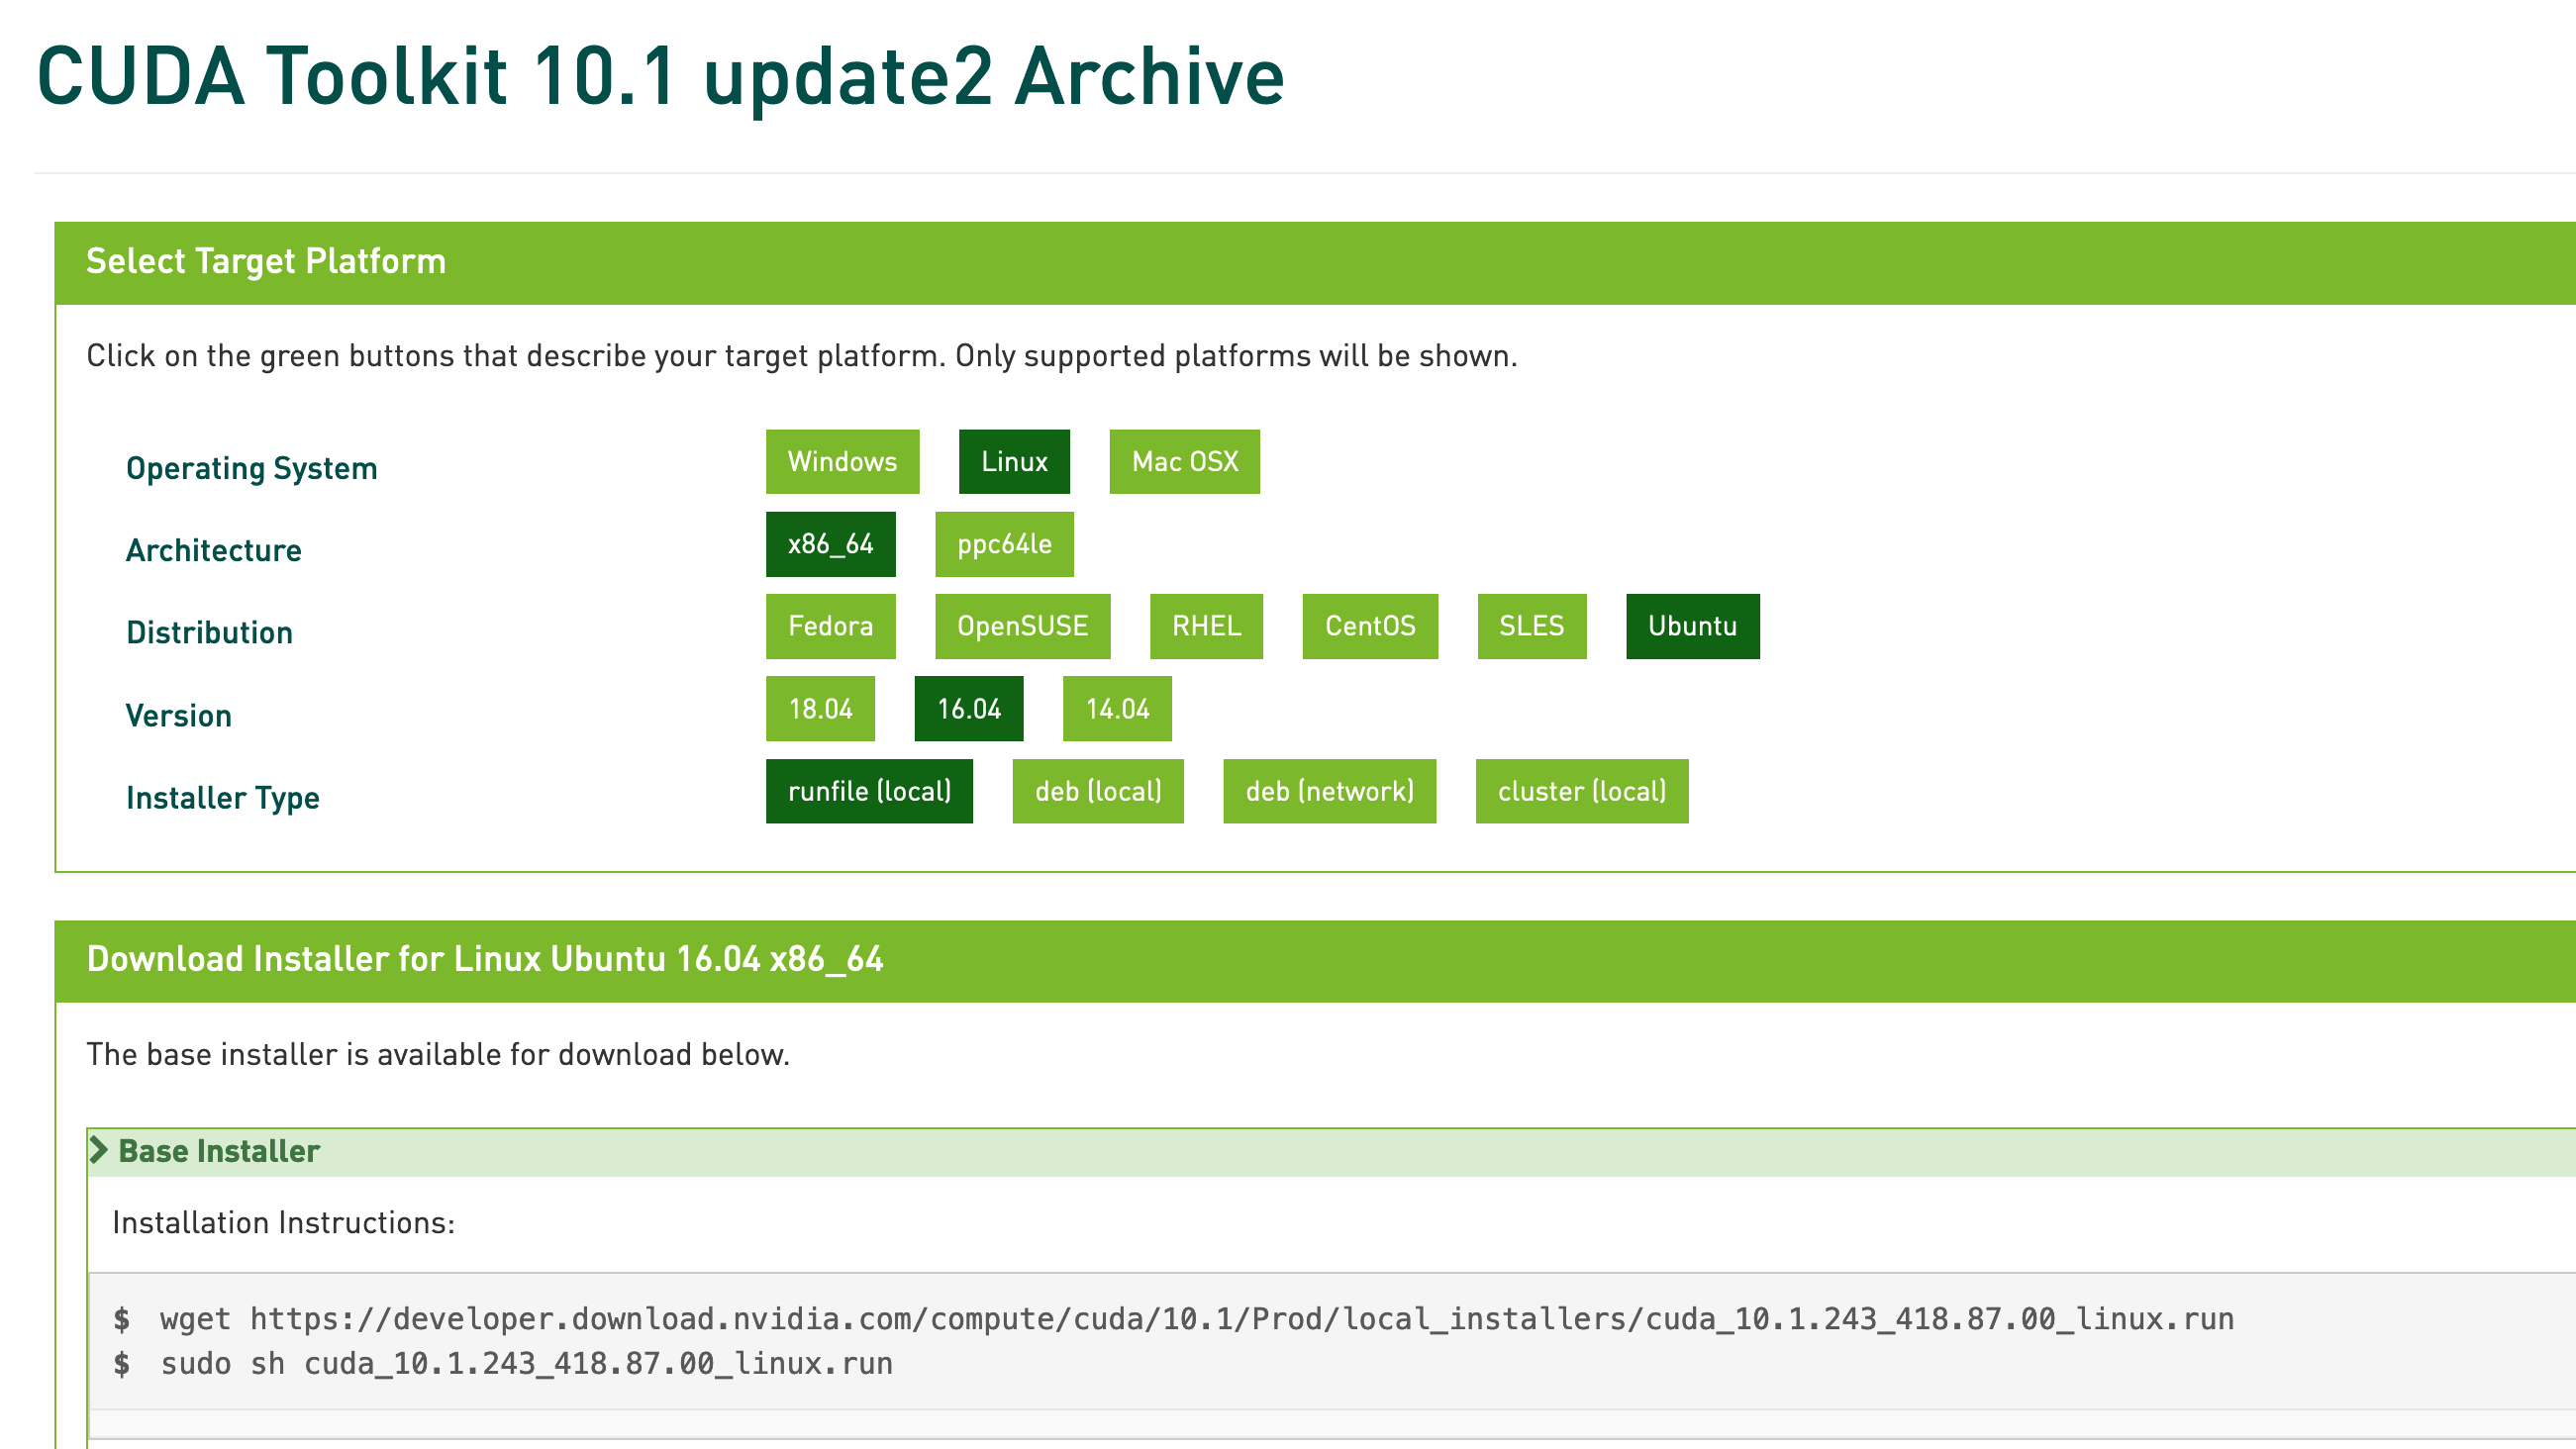 CUDA Toolkit 10.1 update2 Archive
Select Target Platform
Click on the green buttons that describe your target platform. Only supported platforms will be shown.
Operating System Windows Linux Mac OSX
Architecture x86_64 ppc64le
Distribution Fedora OpenSUSE RHEL CentOS SLES Ubuntu
Version 18.04 16.04 14.04
Installer Type runfile (local) deb (local) deb (network) cluster (local)
Download Installer for Linux Ubuntu 16.04 x86_64
The base installer is available for download below.
Base Installer
Installation Instructions:
$ wget https://developer.download.nvidia.com/compute/cuda/10.1/Prod/local_installers/cuda_10.1.243_418.87.00_linux.run
$ sudo sh cuda_10.1.243_418.87.00_linux.run